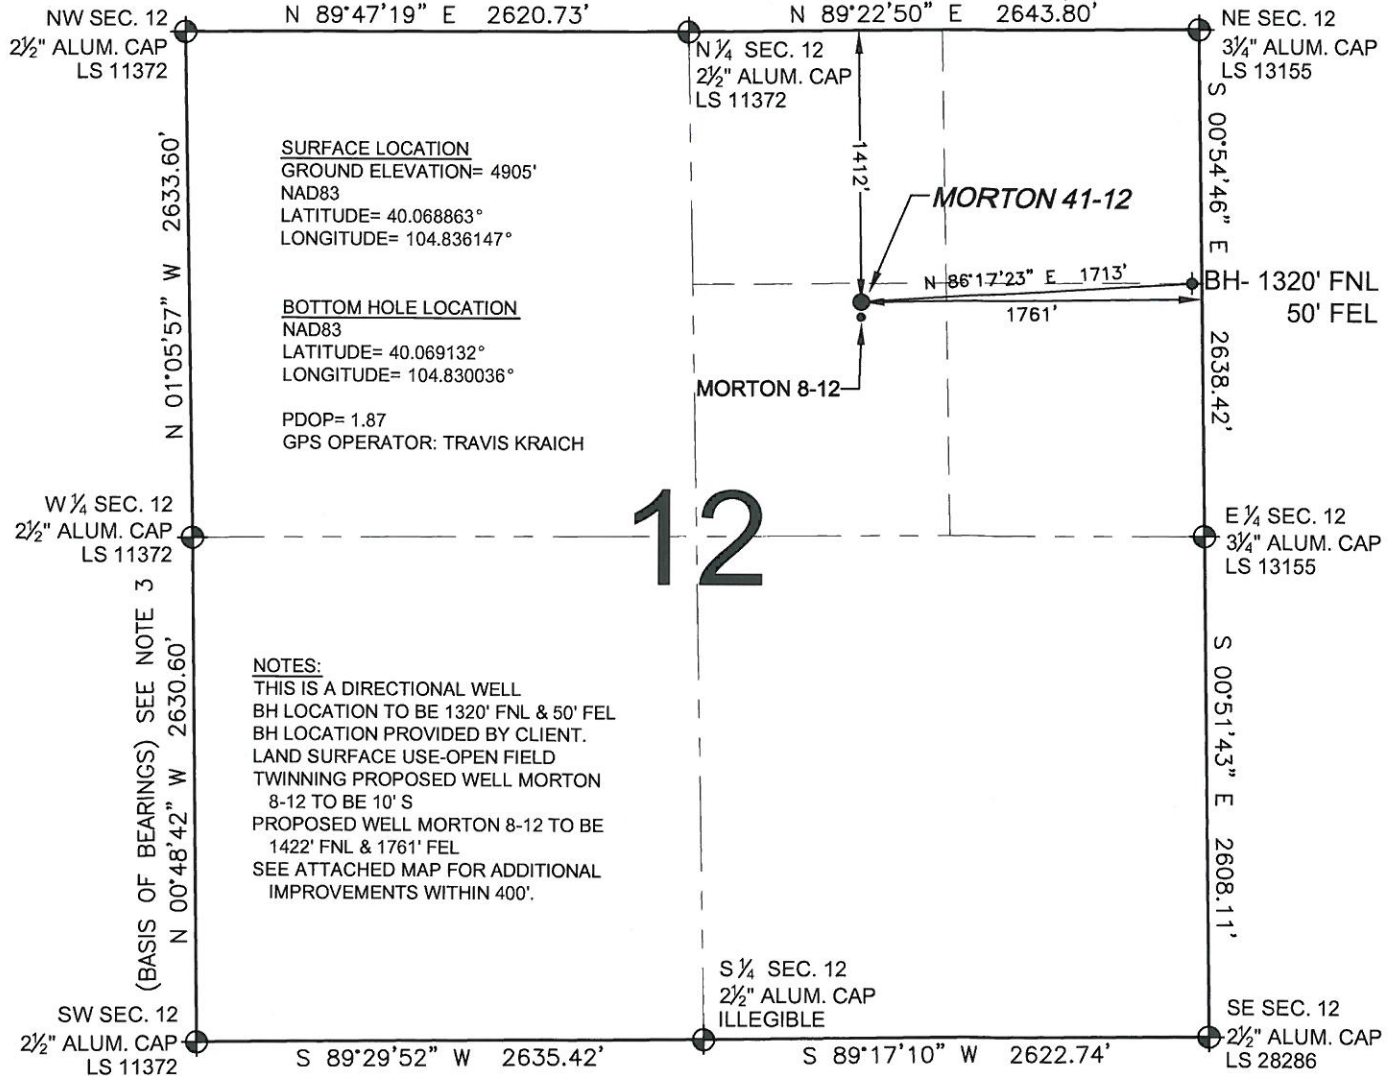 N 89°47'19" E 2620.73'
N 89°22'50" E 2643.80'
NW SEC. 12
2½" ALUM. CAP
LS 11372
N ¼ SEC. 12
2½" ALUM. CAP
LS 11372
NE SEC. 12
3¼" ALUM. CAP
LS 13155
N 01°05'57" W 2633.60'
S 00°54'46" E 2638.42'
SURFACE LOCATION
GROUND ELEVATION= 4905'
NAD83
LATITUDE= 40.068863°
LONGITUDE= 104.836147°
BOTTOM HOLE LOCATION
NAD83
LATITUDE= 40.069132°
LONGITUDE= 104.830036°
PDOP= 1.87
GPS OPERATOR: TRAVIS KRAICH
1412'
MORTON 41-12
N 86°17'23" E 1713'
1761'
BH- 1320' FNL
50' FEL
MORTON 8-12
W ¼ SEC. 12
2½" ALUM. CAP
LS 11372
12
E ¼ SEC. 12
3¼" ALUM. CAP
LS 13155
(BASIS OF BEARINGS) SEE NOTE 3
N 00°48'42" W 2630.60'
NOTES:
THIS IS A DIRECTIONAL WELL
BH LOCATION TO BE 1320' FNL & 50' FEL
BH LOCATION PROVIDED BY CLIENT.
LAND SURFACE USE-OPEN FIELD
TWINNING PROPOSED WELL MORTON
8-12 TO BE 10' S
PROPOSED WELL MORTON 8-12 TO BE
1422' FNL & 1761' FEL
SEE ATTACHED MAP FOR ADDITIONAL
IMPROVEMENTS WITHIN 400'.
S 00°51'43" E 2608.11'
SW SEC. 12
2½" ALUM. CAP
LS 11372
S ¼ SEC. 12
2½" ALUM. CAP
ILLEGIBLE
SE SEC. 12
2½" ALUM. CAP
LS 28286
S 89°29'52" W 2635.42'
S 89°17'10" W 2622.74'